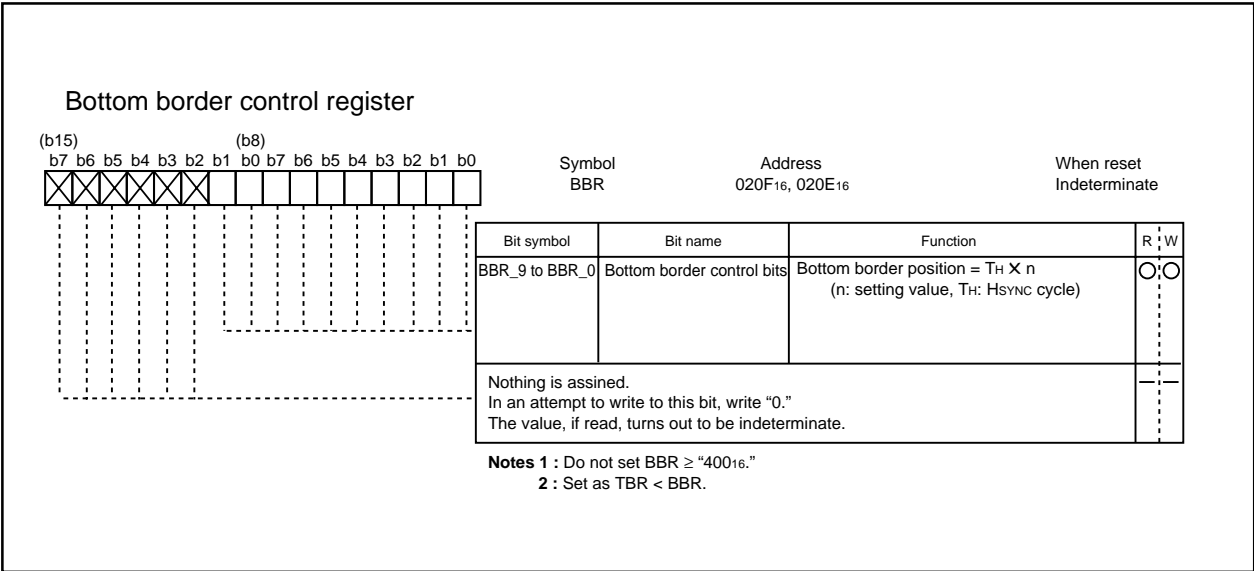 Bottom border control register
(b15) (b8)
b7 b6 b5 b4 b3 b2 b1 b0 b7 b6 b5 b4 b3 b2 b1 b0
Symbol Address When reset
BBR 020F16, 020E16 Indeterminate
Bit symbol Bit name Function R W
BBR_9 to BBR_0 Bottom border control bits Bottom border position = TH × n
(n: setting value, TH: HSYNC cycle)
Nothing is assined.
In an attempt to write to this bit, write “0.”
The value, if read, turns out to be indeterminate.
Notes 1 : Do not set BBR ≥ “40016.”
2 : Set as TBR < BBR.